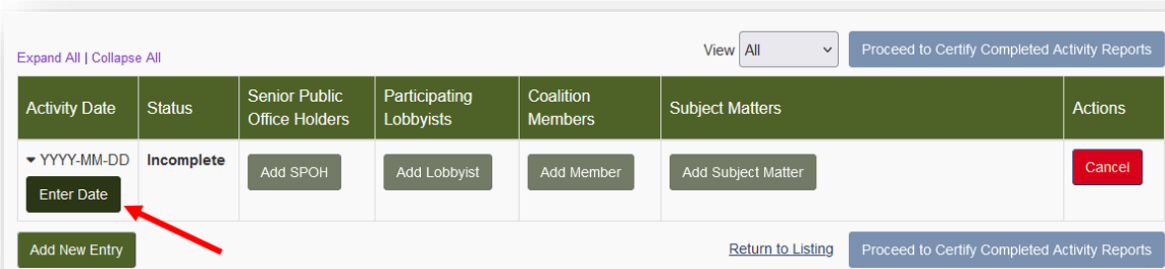 Expand All | Collapse All
View All Proceed to Certify Completed Activity Reports
Activity Date Status Senior Public Office Holders Participating Lobbyists Coalition Members Subject Matters Actions
YYYY-MM-DD Incomplete Add SPOH Add Lobbyist Add Member Add Subject Matter Cancel
Enter Date
Add New Entry Return to Listing Proceed to Certify Completed Activity Reports